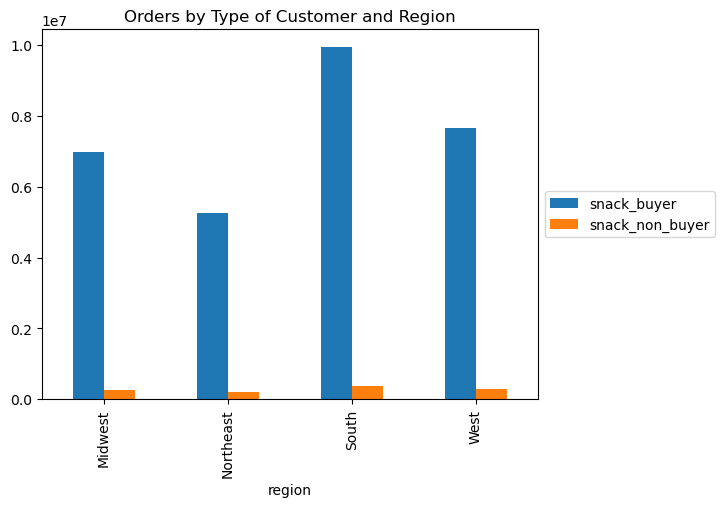 Orders by Type of Customer and Region
1e7
1.0
0.8
0.6
0.4
0.2
0.0
Midwest
Northeast
South
West
region
snack_buyer
snack_non_buyer